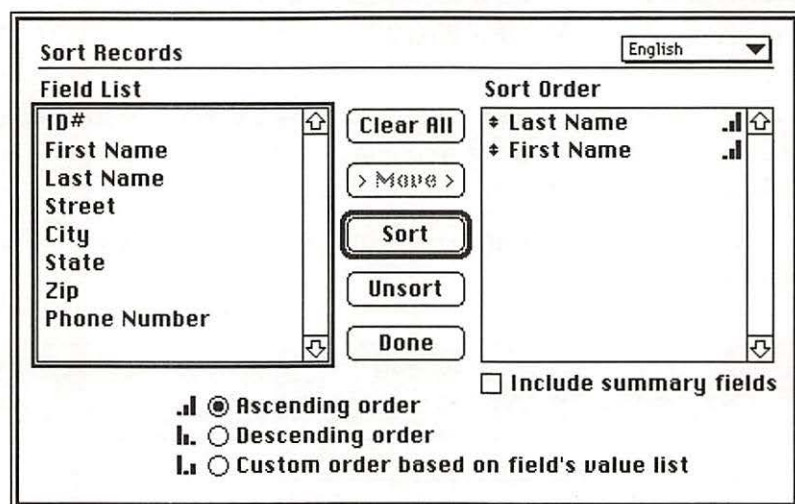 Sort Records
English
Field List
ID#
First Name
Last Name
Street
City
State
Zip
Phone Number
Clear All
> Move >
Sort
Unsort
Done
Sort Order
Last Name
First Name
Include summary fields
Ascending order
Descending order
Custom order based on field's value list